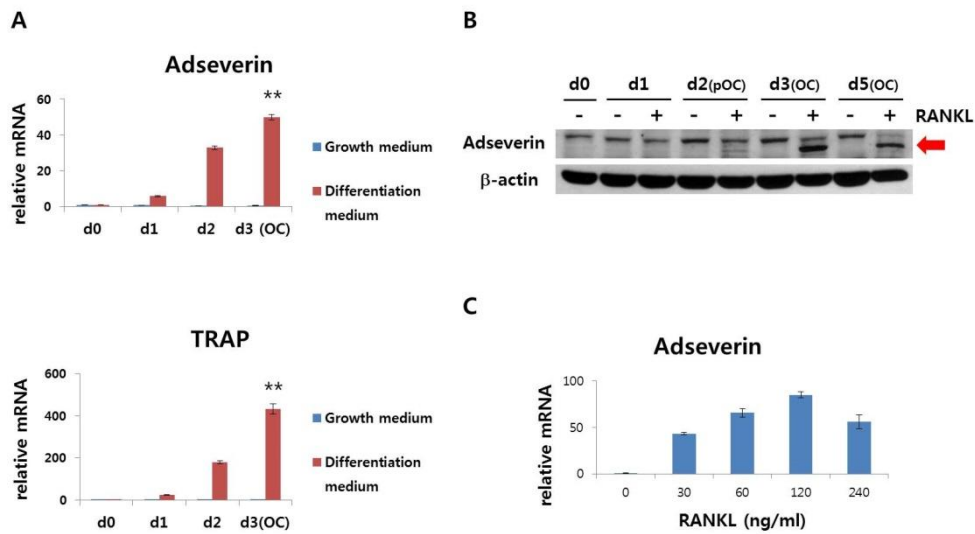 A
Adseverin
relative mRNA
60
40
20
0
**
d0 d1 d2 d3 (OC)
Growth medium
Differentiation
medium
TRAP
relative mRNA
600
400
200
0
**
d0 d1 d2 d3(OC)
Growth medium
Differentiation
medium
B
d0 d1 d2(pOC) d3(OC) d5(OC)
- - + - + - + - + RANKL
Adseverin
β-actin
C
Adseverin
relative mRNA
100
50
0
0 30 60 120 240
RANKL (ng/ml)